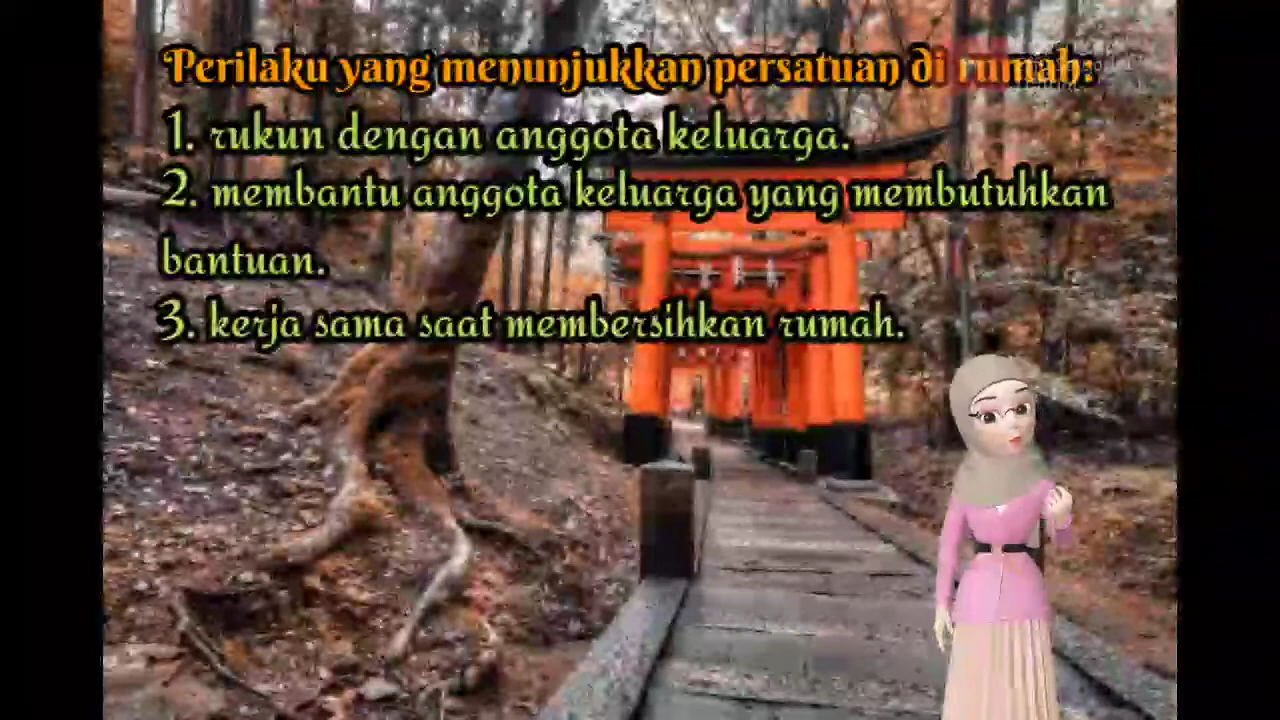 Perilaku yang menunjukkan persatuan di rumah:
1. rukun dengan anggota keluarga.
2. membantu anggota keluarga yang membutuhkan
bantuan.
3. kerja sama saat membersihkan rumah.